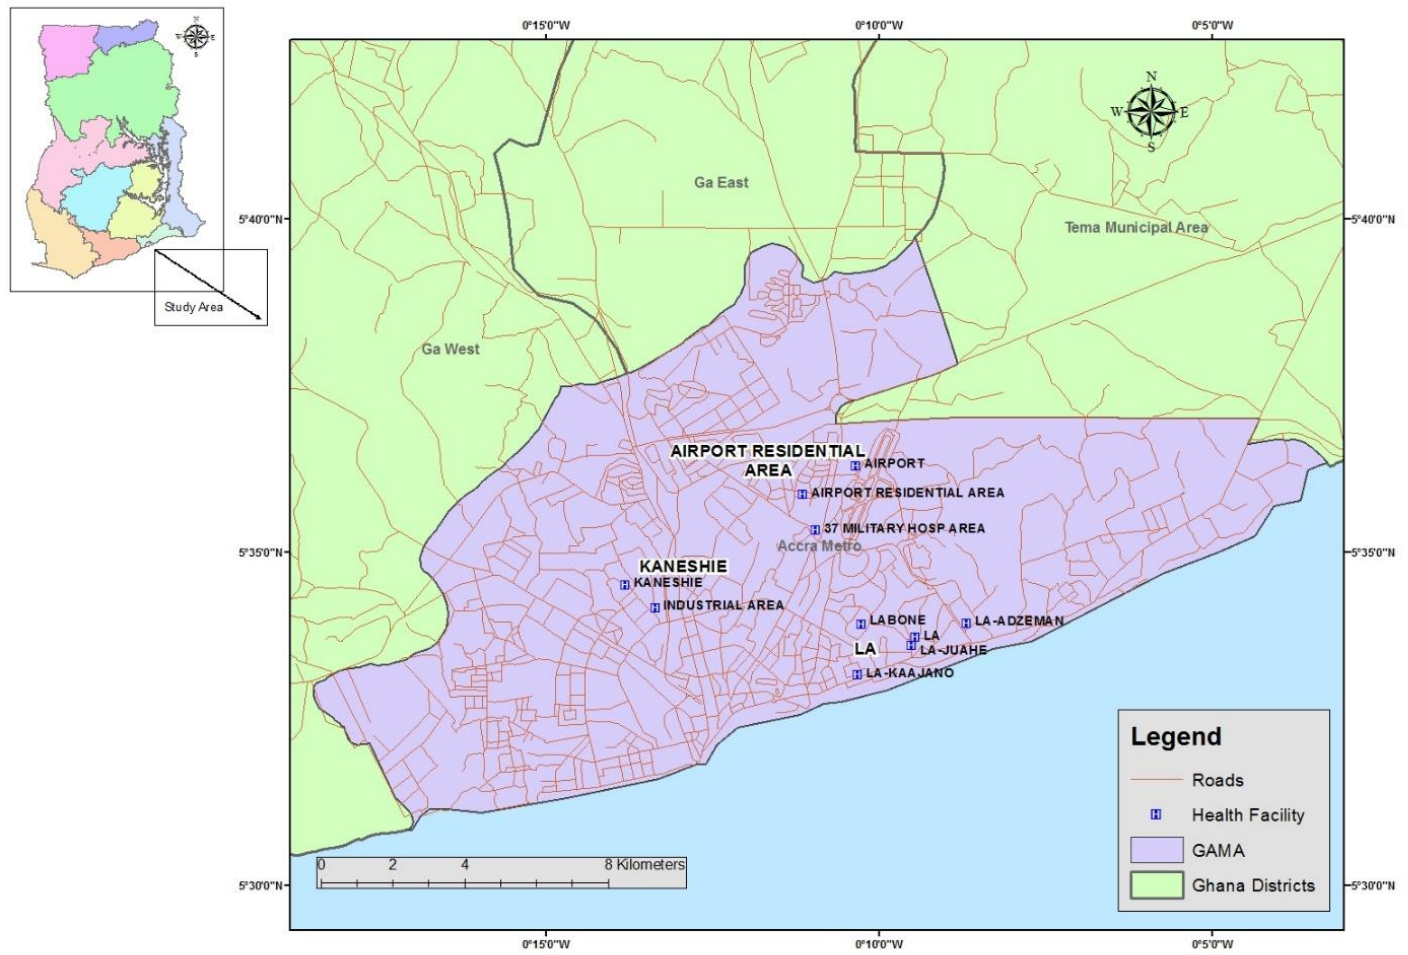 N
W E
S
Study Area
0°15'0"W 0°10'0"W 0°5'0"W
N
W E
S
Ga East
5°40'0"N 5°40'0"N
Tema Municipal Area
Ga West
AIRPORT RESIDENTIAL
AREA
AIRPORT
AIRPORT RESIDENTIAL AREA
37 MILITARY HOSP AREA
Accra Metro
5°35'0"N 5°35'0"N
KANESHIE
KANESHIE
INDUSTRIAL AREA
LABONE
LA-ADZEMAN
LA
LA
LA-JUAHE
LA-KAAJANO
Legend
Roads
H Health Facility
GAMA
Ghana Districts
0 2 4 8 Kilometers
5°30'0"N 5°30'0"N
0°15'0"W 0°10'0"W 0°5'0"W